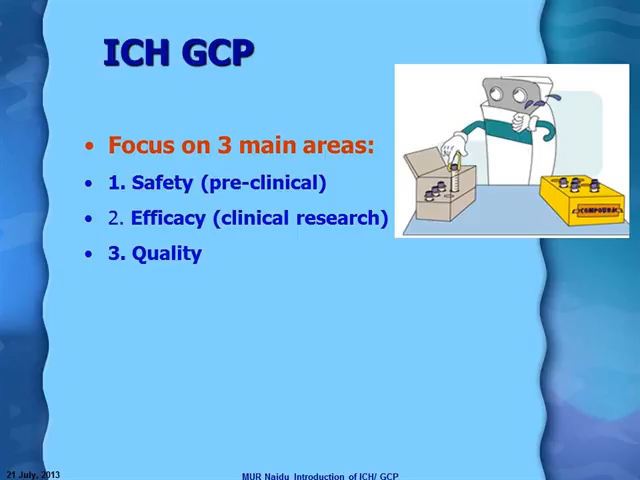 ICH GCP
• Focus on 3 main areas:
• 1. Safety (pre-clinical)
• 2. Efficacy (clinical research)
• 3. Quality
COMPOUND
21 July, 2013
MUR Naidu Introduction of ICH/ GCP